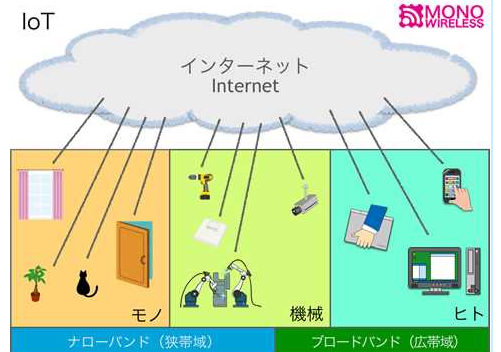 IoT
MONO
WIRELESS
インターネット
Internet
モノ
機械
ヒト
ナローバンド（狭帯域）
ブロードバンド（広帯域）